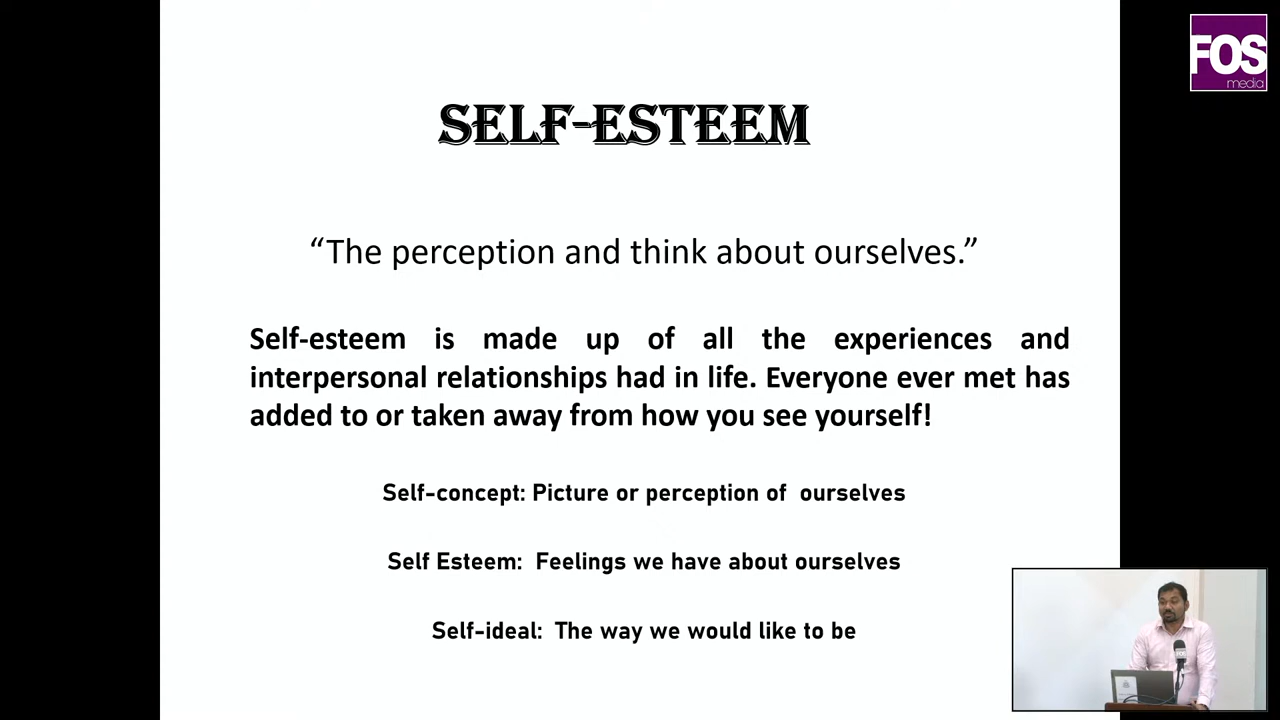 FOS
media
SELF-ESTEEM
“The perception and think about ourselves.”
Self-esteem is made up of all the experiences and
interpersonal relationships had in life. Everyone ever met has
added to or taken away from how you see yourself!
Self-concept: Picture or perception of ourselves
Self Esteem: Feelings we have about ourselves
Self-ideal: The way we would like to be